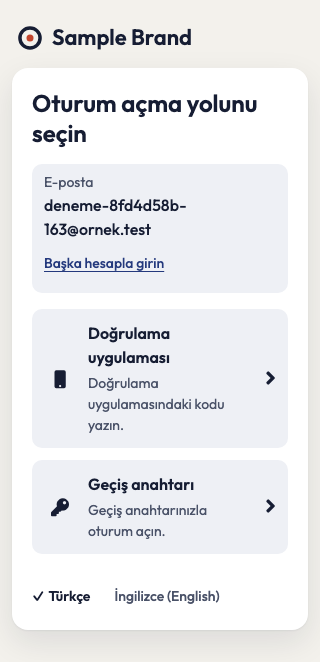 Sample Brand
Oturum açma yolunu
seçin
E-posta
deneme-8fd4d58b-
163@ornek.test
Başka hesapla girin
Doğrulama
uygulaması
Doğrulama
uygulamasındaki kodu
yazın.
Geçiş anahtarı
Geçiş anahtarınızla
oturum açın.
Türkçe
İngilizce (English)